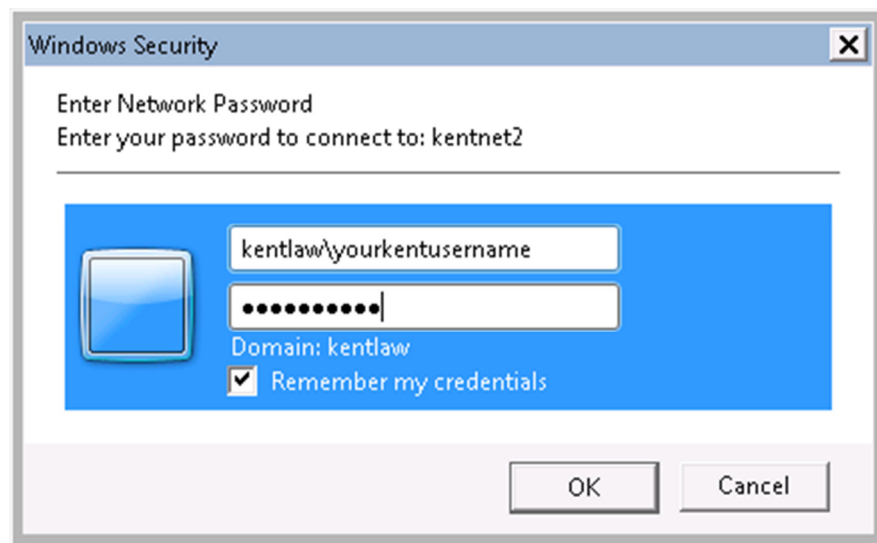 Windows Security
Enter Network Password
Enter your password to connect to: kentnet2
kentlaw\yourkentusername
●●●●●●●●●●
Domain: kentlaw
Remember my credentials
OK
Cancel